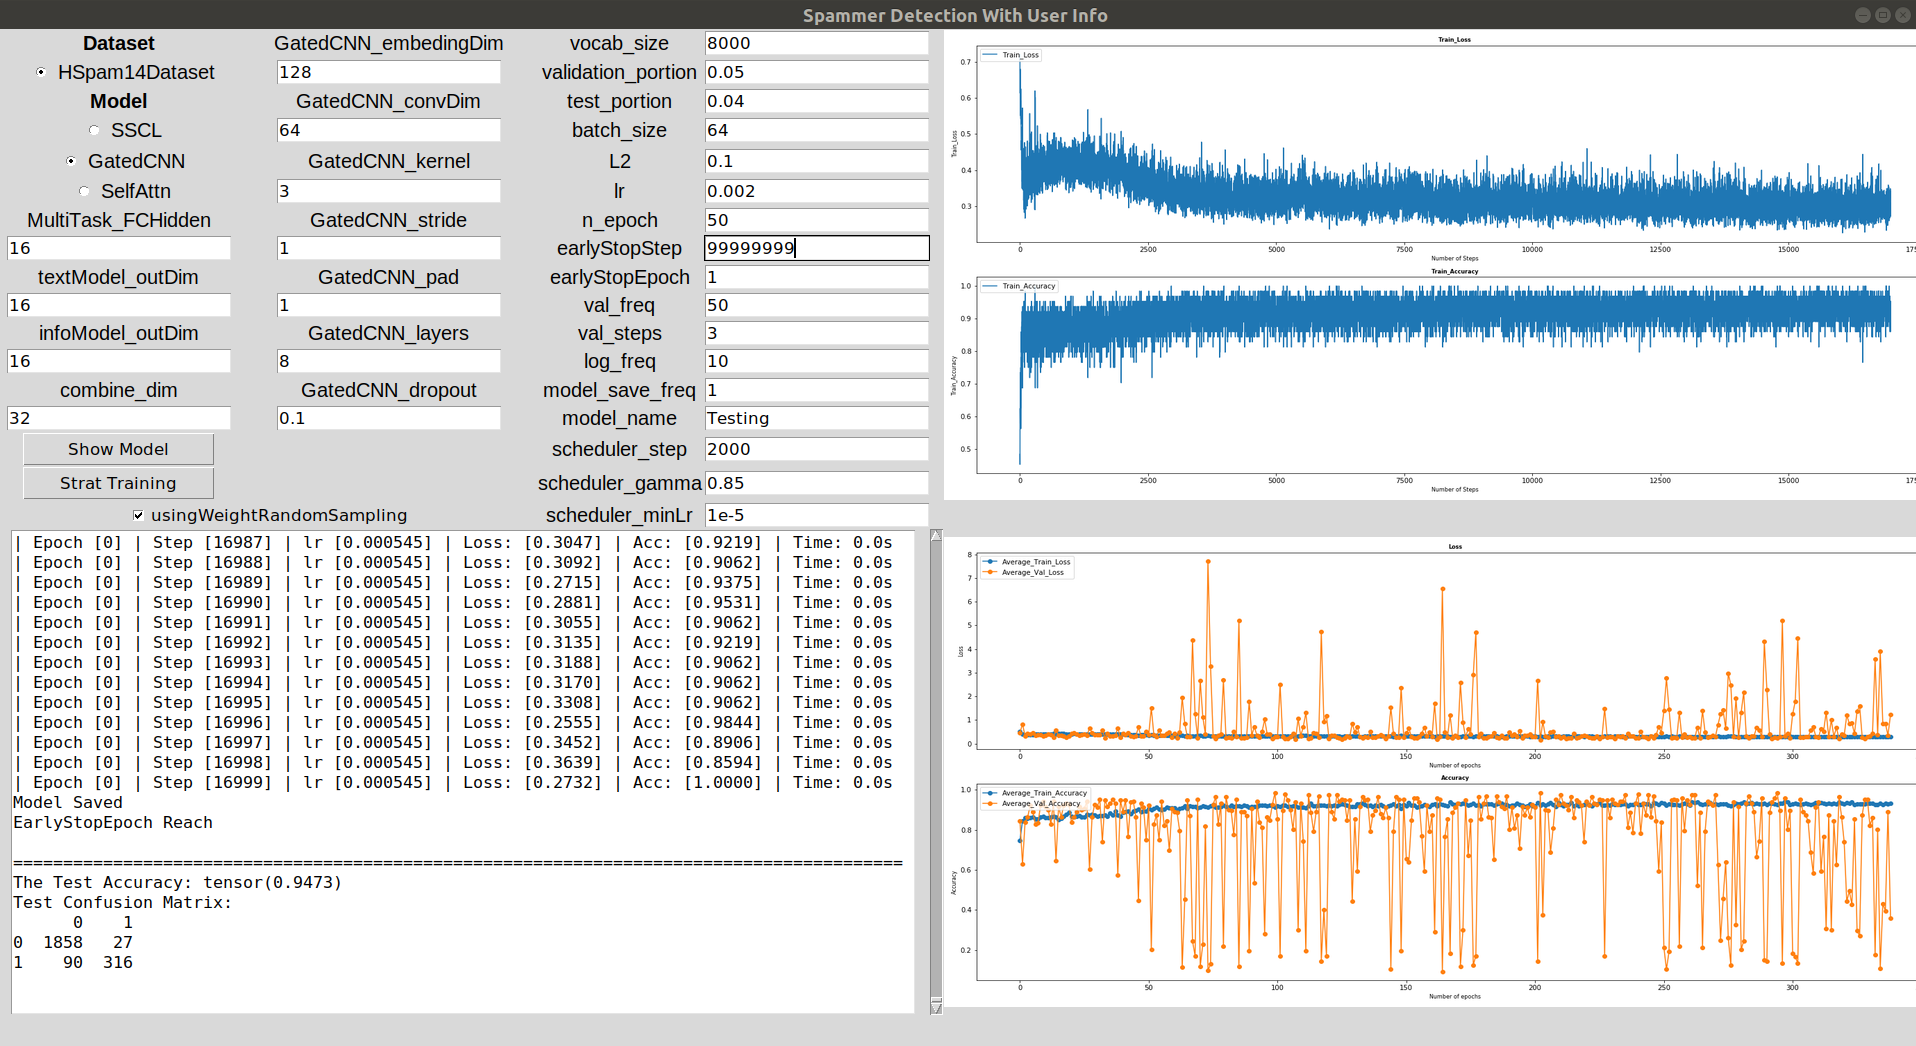 Spammer Detection With User Info
Dataset
HSpam14Dataset
Model
SSCL
GatedCNN
SelfAttn
MultiTask_FCHidden
16
textModel_outDim
16
infoModel_outDim
16
combine_dim
32
Show Model
Strat Training
usingWeightRandomSampling
GatedCNN_embedingDim
128
GatedCNN_convDim
64
GatedCNN_kernel
3
GatedCNN_stride
1
GatedCNN_pad
1
GatedCNN_layers
8
GatedCNN_dropout
0.1
vocab_size 8000
validation_portion 0.05
test_portion 0.04
batch_size 64
L2 0.1
lr 0.002
n_epoch 50
earlyStopStep 99999999
earlyStopEpoch 1
val_freq 50
val_steps 3
log_freq 10
model_save_freq 1
model_name Testing
scheduler_step 2000
scheduler_gamma 0.85
scheduler_minLr 1e-5
| Epoch [0] | Step [16987] | lr [0.000545] | Loss: [0.3047] | Acc: [0.9219] | Time: 0.0s
| Epoch [0] | Step [16988] | lr [0.000545] | Loss: [0.3092] | Acc: [0.9062] | Time: 0.0s
| Epoch [0] | Step [16989] | lr [0.000545] | Loss: [0.2715] | Acc: [0.9375] | Time: 0.0s
| Epoch [0] | Step [16990] | lr [0.000545] | Loss: [0.2881] | Acc: [0.9531] | Time: 0.0s
| Epoch [0] | Step [16991] | lr [0.000545] | Loss: [0.3055] | Acc: [0.9062] | Time: 0.0s
| Epoch [0] | Step [16992] | lr [0.000545] | Loss: [0.3135] | Acc: [0.9219] | Time: 0.0s
| Epoch [0] | Step [16993] | lr [0.000545] | Loss: [0.3188] | Acc: [0.9062] | Time: 0.0s
| Epoch [0] | Step [16994] | lr [0.000545] | Loss: [0.3170] | Acc: [0.9062] | Time: 0.0s
| Epoch [0] | Step [16995] | lr [0.000545] | Loss: [0.3308] | Acc: [0.9062] | Time: 0.0s
| Epoch [0] | Step [16996] | lr [0.000545] | Loss: [0.2555] | Acc: [0.9844] | Time: 0.0s
| Epoch [0] | Step [16997] | lr [0.000545] | Loss: [0.3452] | Acc: [0.8906] | Time: 0.0s
| Epoch [0] | Step [16998] | lr [0.000545] | Loss: [0.3639] | Acc: [0.8594] | Time: 0.0s
| Epoch [0] | Step [16999] | lr [0.000545] | Loss: [0.2732] | Acc: [1.0000] | Time: 0.0s
Model Saved
EarlyStopEpoch Reach
=========================================================================================
The Test Accuracy: tensor(0.9473)
Test Confusion Matrix:
0 1
0 1858 27
1 90 316
Train_Loss
Train_Loss
0.7
0.6
0.5
0.4
0.3
Train_Loss
0 2500 5000 7500 10000 12500 15000 175
Number of Steps
Train_Accuracy
Train_Accuracy
1.0
0.9
0.8
0.7
0.6
0.5
Train_Accuracy
0 2500 5000 7500 10000 12500 15000 175
Number of Steps
Loss
Average_Train_Loss
Average_Val_Loss
8
7
6
5
4
3
2
1
0
Loss
0 50 100 150 200 250 300
Number of epochs
Accuracy
Average_Train_Accuracy
Average_Val_Accuracy
1.0
0.8
0.6
0.4
0.2
Accuracy
0 50 100 150 200 250 300
Number of epochs